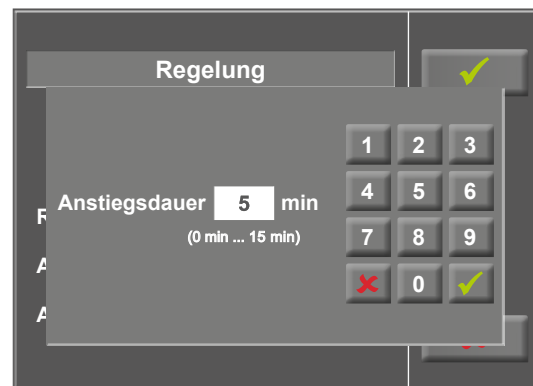 Regelung
1 2 3
Anstiegsdauer 5 min
4 5 6
(0 min ... 15 min)
7 8 9
0
R
A
A